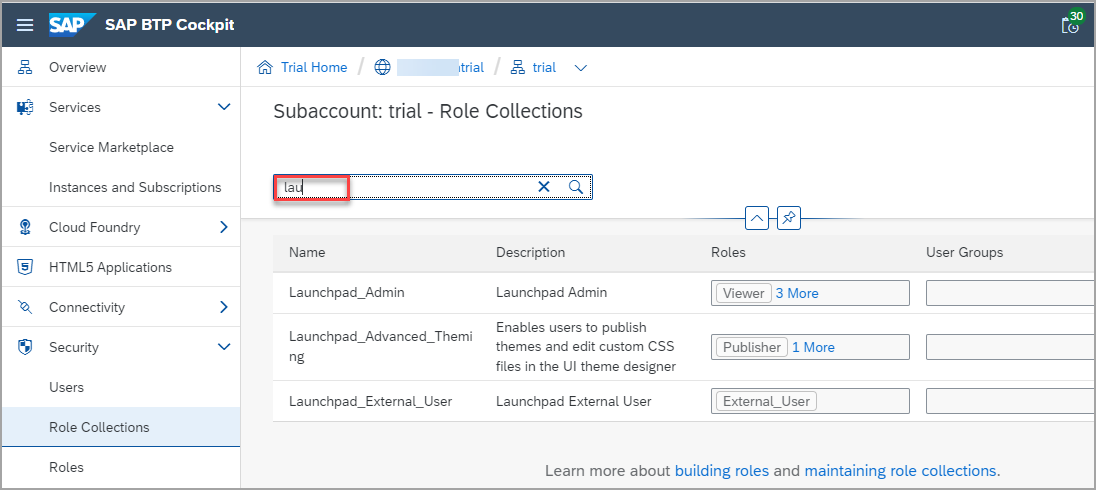 SAP SAP BTP Cockpit 30
Overview
Services
Service Marketplace
Instances and Subscriptions
Cloud Foundry
HTML5 Applications
Connectivity
Security
Users
Role Collections
Roles
Trial Home / trial / trial
Subaccount: trial - Role Collections
lau
Name Description Roles User Groups
Launchpad_Admin Launchpad Admin Viewer 3 More
Launchpad_Advanced_Themi
ng
Enables users to publish
themes and edit custom CSS
files in the UI theme designer
Publisher 1 More
Launchpad_External_User Launchpad External User External_User
Learn more about building roles and maintaining role collections.